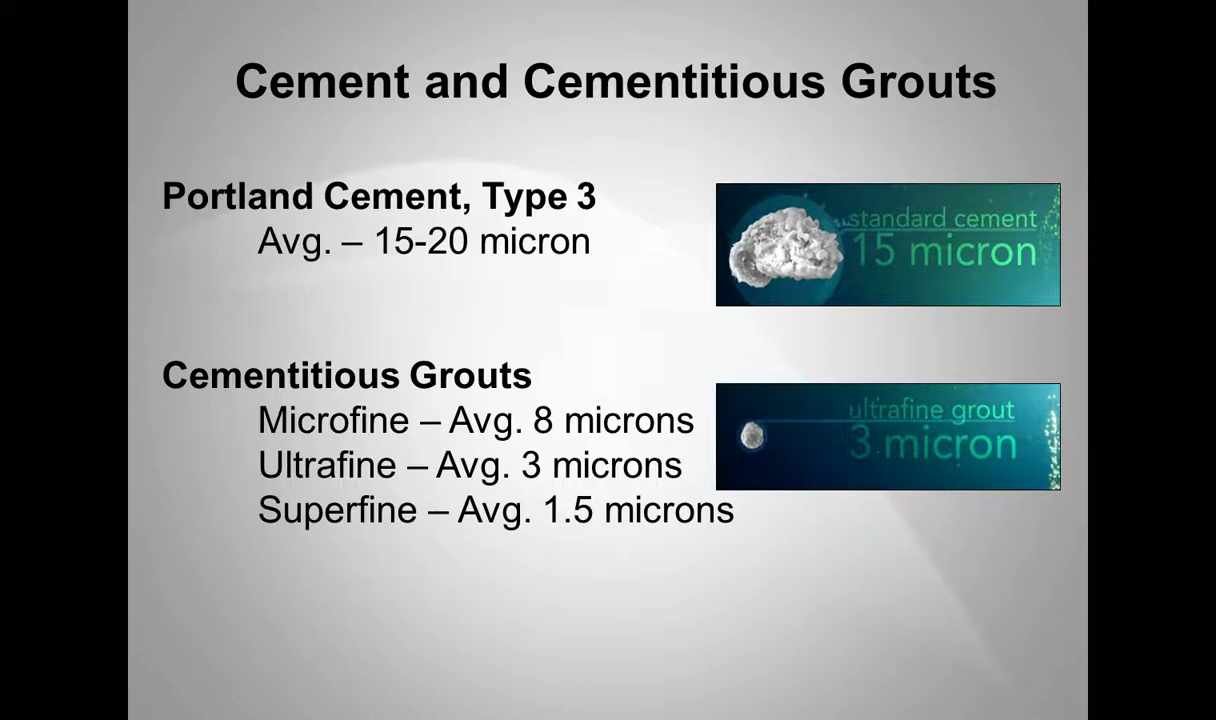 Cement and Cementitious Grouts
Portland Cement, Type 3
Avg. – 15-20 micron
standard cement
15 micron
Cementitious Grouts
Microfine – Avg. 8 microns
Ultrafine – Avg. 3 microns
Superfine – Avg. 1.5 microns
ultrafine grout
3 micron